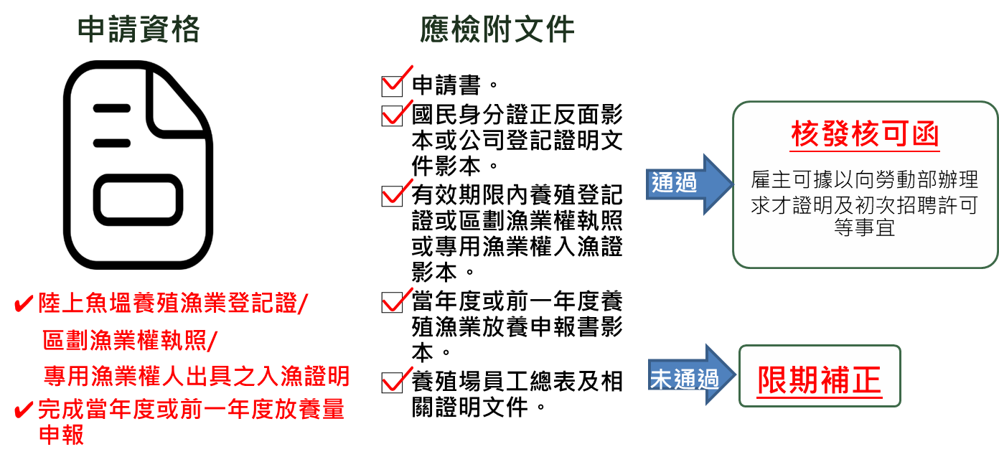 申請資格
陸上魚塭養殖漁業登記證/
區劃漁業權執照/
專用漁業權人出具之入漁證明
完成當年度或前一年度放養量
申報
應檢附文件
申請書。
國民身分證正反面影
本或公司登記證明文
件影本。
有效期限內養殖登記
證或區劃漁業權執照
或專用漁業權入漁證
影本。
當年度或前一年度養
殖漁業放養申報書影
本。
養殖場員工總表及相
關證明文件。
通過
核發核可函
雇主可據以向勞動部辦理
求才證明及初次招聘許可
等事宜
未通過
限期補正